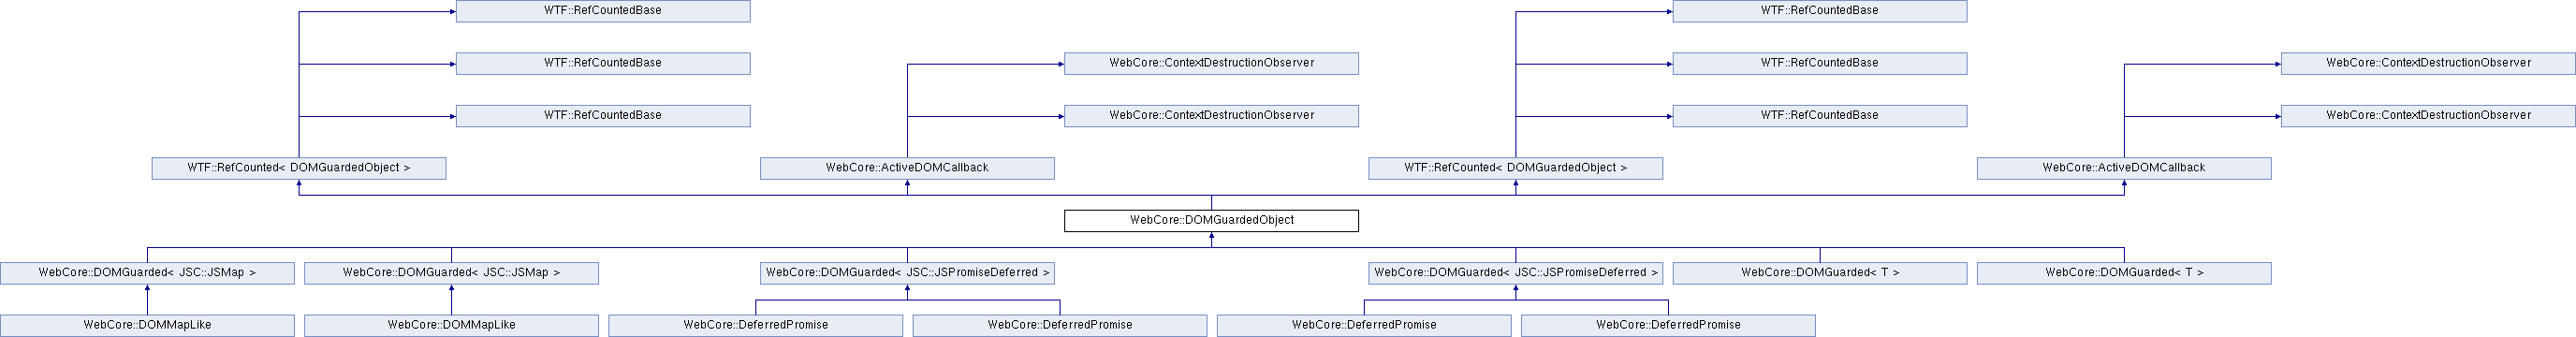 WTF::RefCountedBase
WTF::RefCountedBase
WTF::RefCountedBase
WebCore::ContextDestructionObserver
WTF::RefCountedBase
WebCore::ContextDestructionObserver
WTF::RefCountedBase
WebCore::ContextDestructionObserver
WTF::RefCountedBase
WebCore::ContextDestructionObserver
WTF::RefCounted< DOMGuardedObject >
WebCore::ActiveDOMCallback
WTF::RefCounted< DOMGuardedObject >
WebCore::ActiveDOMCallback
WebCore::DOMGuardedObject
WebCore::DOMGuarded< JSC::JSMap >
WebCore::DOMGuarded< JSC::JSMap >
WebCore::DOMGuarded< JSC::JSPromiseDeferred >
WebCore::DOMGuarded< JSC::JSPromiseDeferred >
WebCore::DOMGuarded< T >
WebCore::DOMGuarded< T >
WebCore::DOMMapLike
WebCore::DOMMapLike
WebCore::DeferredPromise
WebCore::DeferredPromise
WebCore::DeferredPromise
WebCore::DeferredPromise